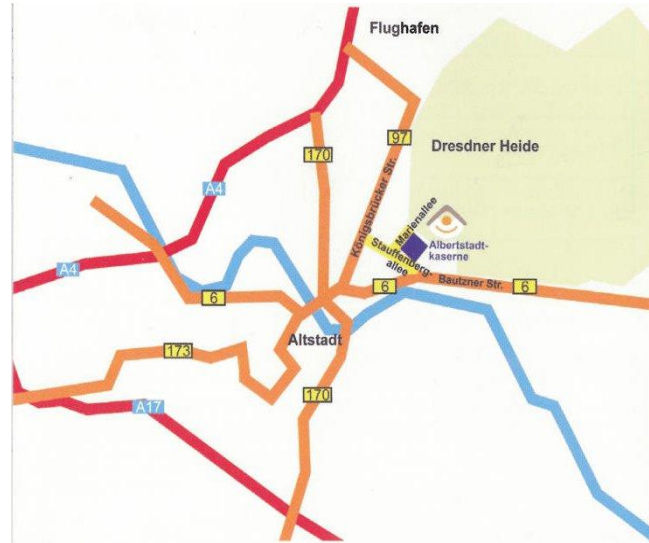 Flughafen
97
170
Dresdner Heide
A4
Königsbrücker Str.
Marienallee
Stauffenberg-
allee
Albertstadt-
kaserne
A4
6
6
Bautzner Str.
6
Altstadt
173
170
A17